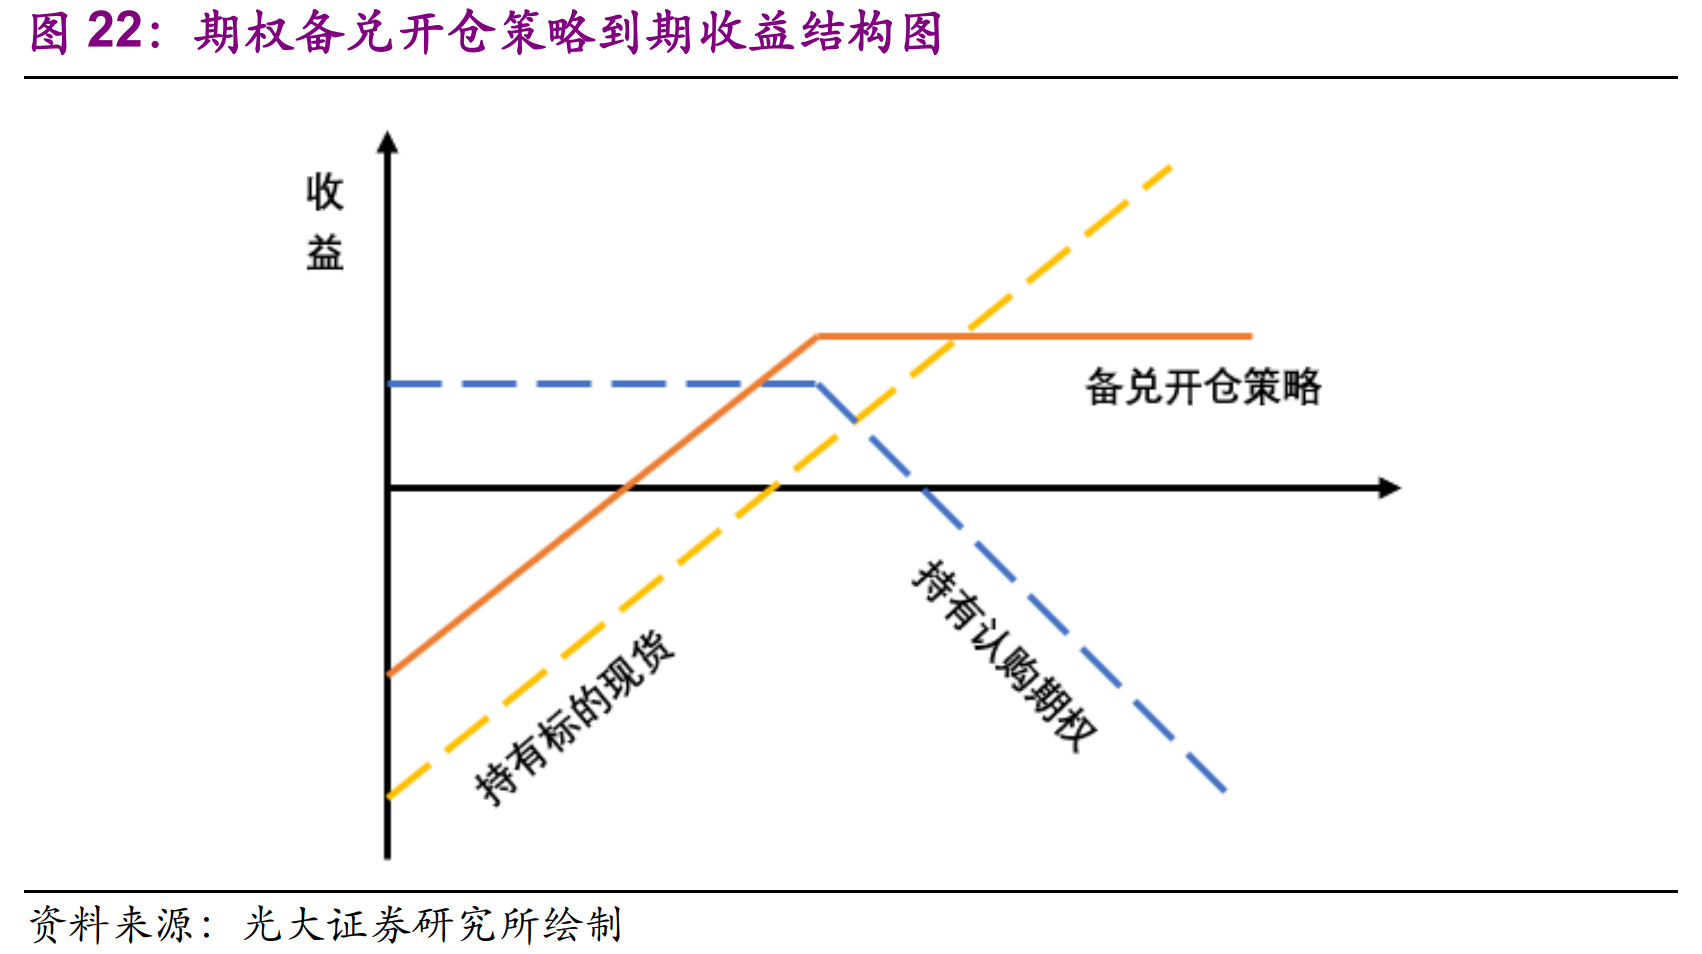 图 22：期权备兑开仓策略到期收益结构图
收
益
备兑开仓策略
持有认购期权
持有标的现货
资料来源：光大证券研究所绘制